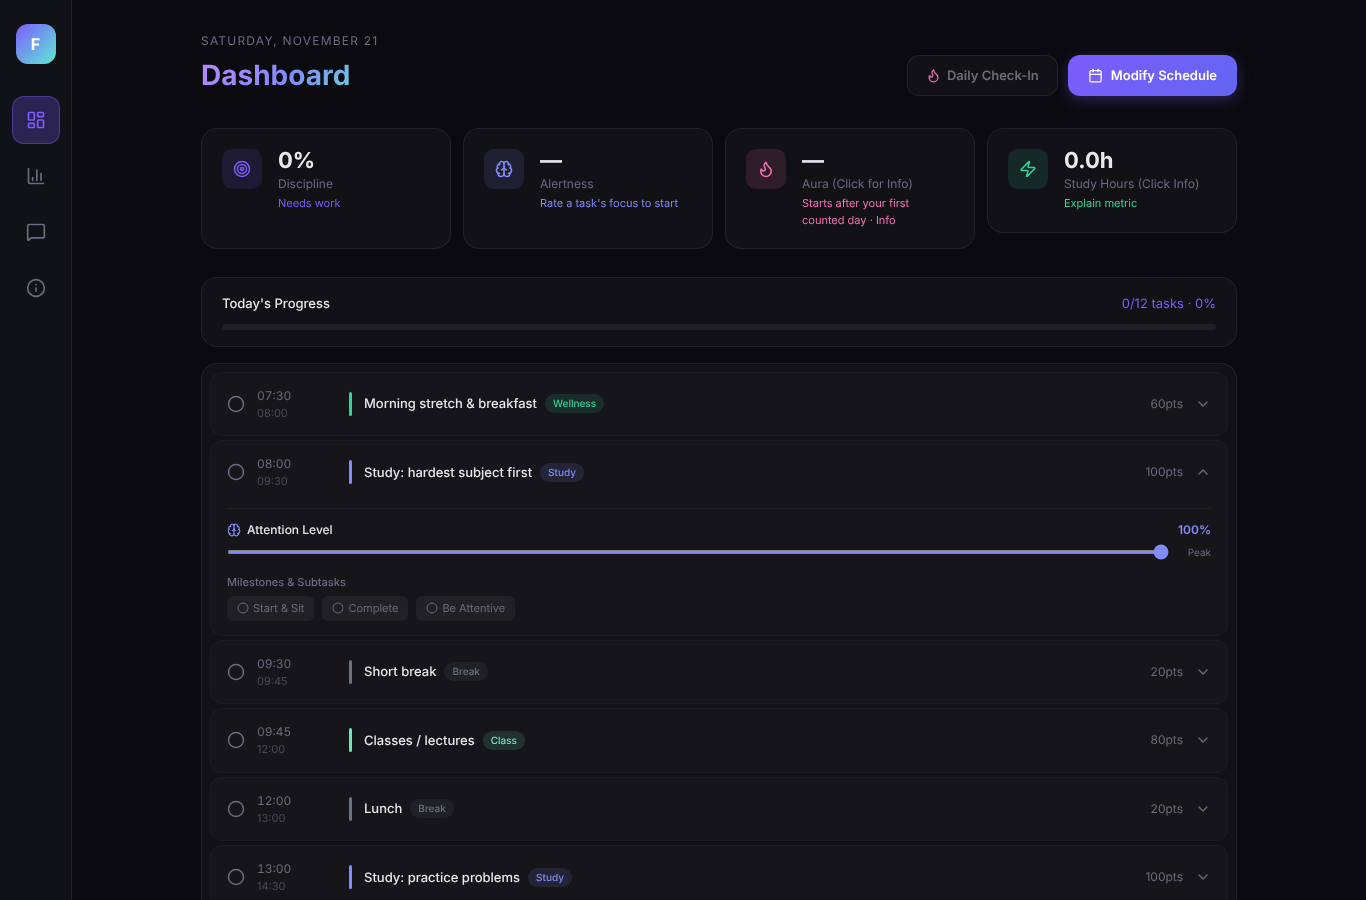 F
SATURDAY, NOVEMBER 21
Dashboard
Daily Check-In
Modify Schedule
0%
Discipline
Needs work
—
Alertness
Rate a task's focus to start
—
Aura (Click for Info)
Starts after your first
counted day · Info
0.0h
Study Hours (Click Info)
Explain metric
Today's Progress
0/12 tasks · 0%
07:30
08:00
Morning stretch & breakfast
Wellness
60pts
08:00
09:30
Study: hardest subject first
Study
100pts
Attention Level
100%
Peak
Milestones & Subtasks
Start & Sit
Complete
Be Attentive
09:30
09:45
Short break
Break
20pts
09:45
12:00
Classes / lectures
Class
80pts
12:00
13:00
Lunch
Break
20pts
13:00
14:30
Study: practice problems
Study
100pts